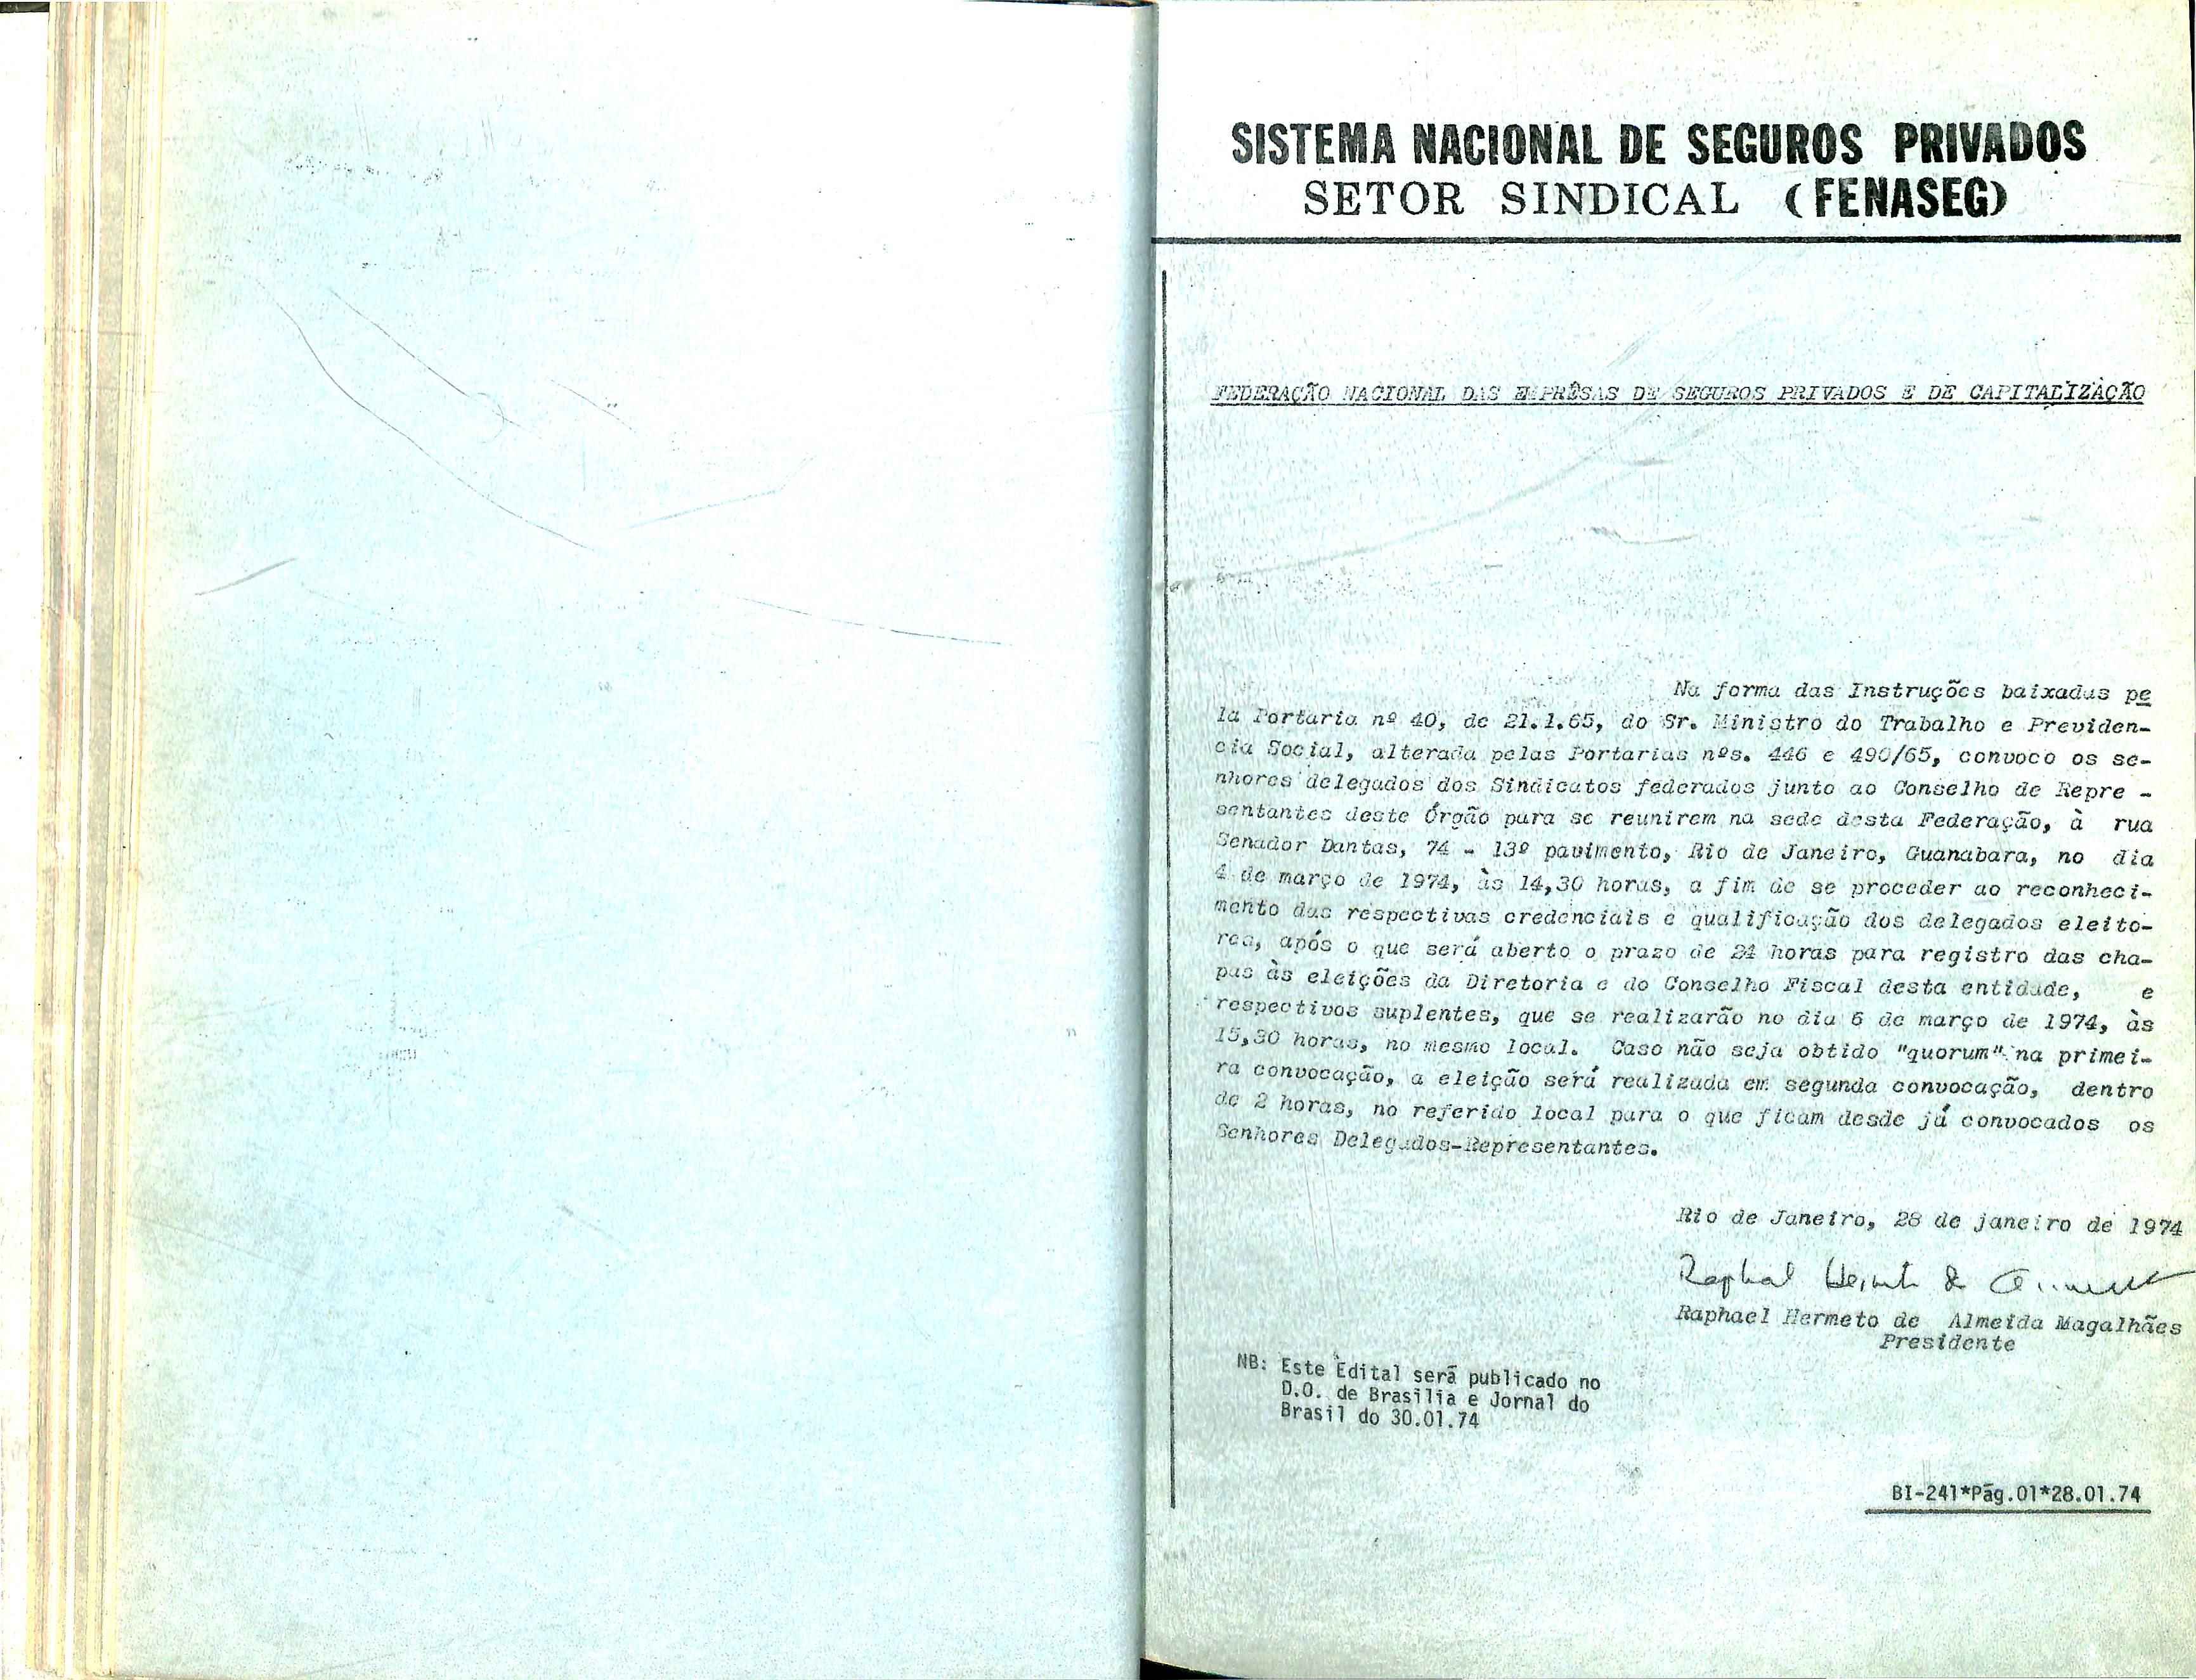 SISTEMA NACIONAL DE SEGUROS PRIVADOS
SETOR SINDICAL (FENASEG)
FEDERAÇÃO NACIONAL DAS EMPRÊSAS DE SEGUROS PRIVADOS E DE CAPITALIZAÇÃO
Na forma das Instruções baixadas pe
la Portaria nº 40, de 21.1.65, do Sr. Ministro do Trabalho e Previden-
cia Social, alterada pelas Portarias nºs. 446 e 490/65, convoco os se-
nhores delegados dos Sindicatos federados junto ao Conselho de Repre -
sentantes deste Órgão para se reunirem na sede desta Federação, à rua
Senador Dantas, 74 - 13º pavimento, Rio de Janeiro, Guanabara, no dia
4 de março de 1974, às 14,30 horas, a fim de se proceder ao reconheci-
mento das respectivas credenciais e qualificação dos delegados eleito-
res, após o que será aberto o prazo de 24 horas para registro das cha-
pas às eleições da Diretoria e do Conselho Fiscal desta entidade, e
respectivos suplentes, que se realizarão no dia 6 de março de 1974, às
15,30 horas, no mesmo local. Caso não seja obtido "quorum" na primei-
ra convocação, a eleição será realizada em segunda convocação, dentro
de 2 horas, no referido local para o que ficam desde já convocados os
Senhores Delegados-Representantes.
Rio de Janeiro, 28 de janeiro de 1974
Raphael Hermeto de
Raphael Hermeto de Almeida Magalhães
Presidente
NB: Este Edital será publicado no
D.O. de Brasília e Jornal do
Brasil do 30.01.74
BI-241*Pág.01*28.01.74